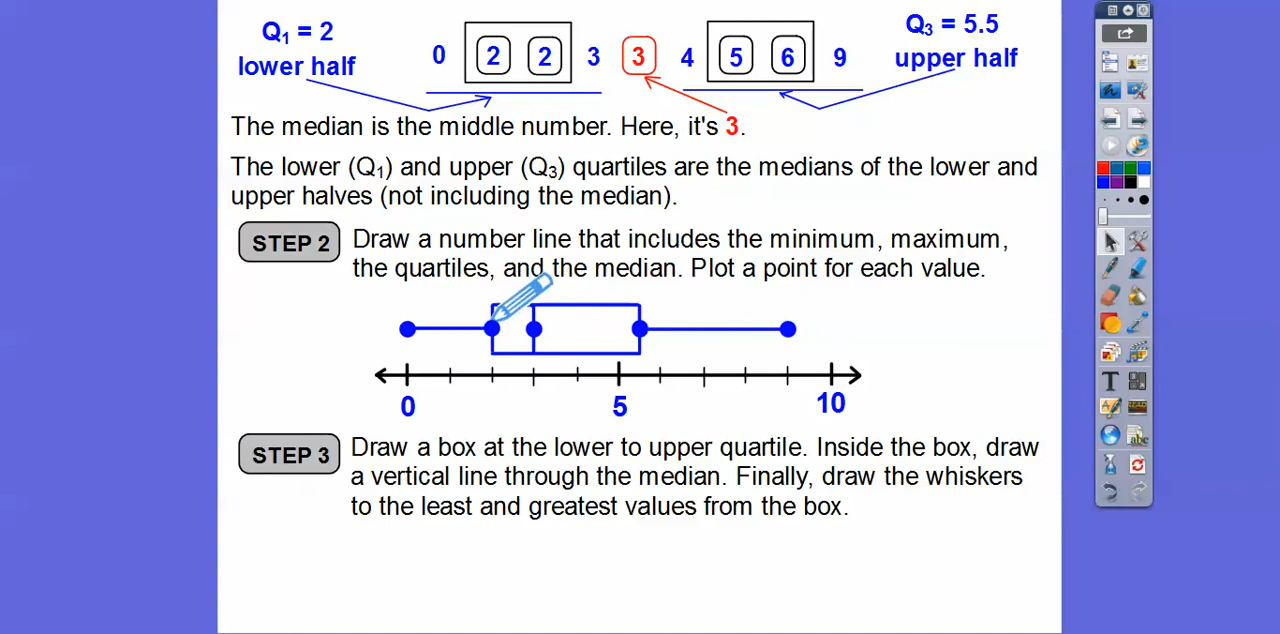 Q₁ = 2
lower half
0 2 2 3 3 4 5 6 9
Q₃ = 5.5
upper half
The median is the middle number. Here, it's 3.
The lower (Q₁) and upper (Q₃) quartiles are the medians of the lower and
upper halves (not including the median).
STEP 2
Draw a number line that includes the minimum, maximum,
the quartiles, and the median. Plot a point for each value.
0 5 10
STEP 3
Draw a box at the lower to upper quartile. Inside the box, draw
a vertical line through the median. Finally, draw the whiskers
to the least and greatest values from the box.